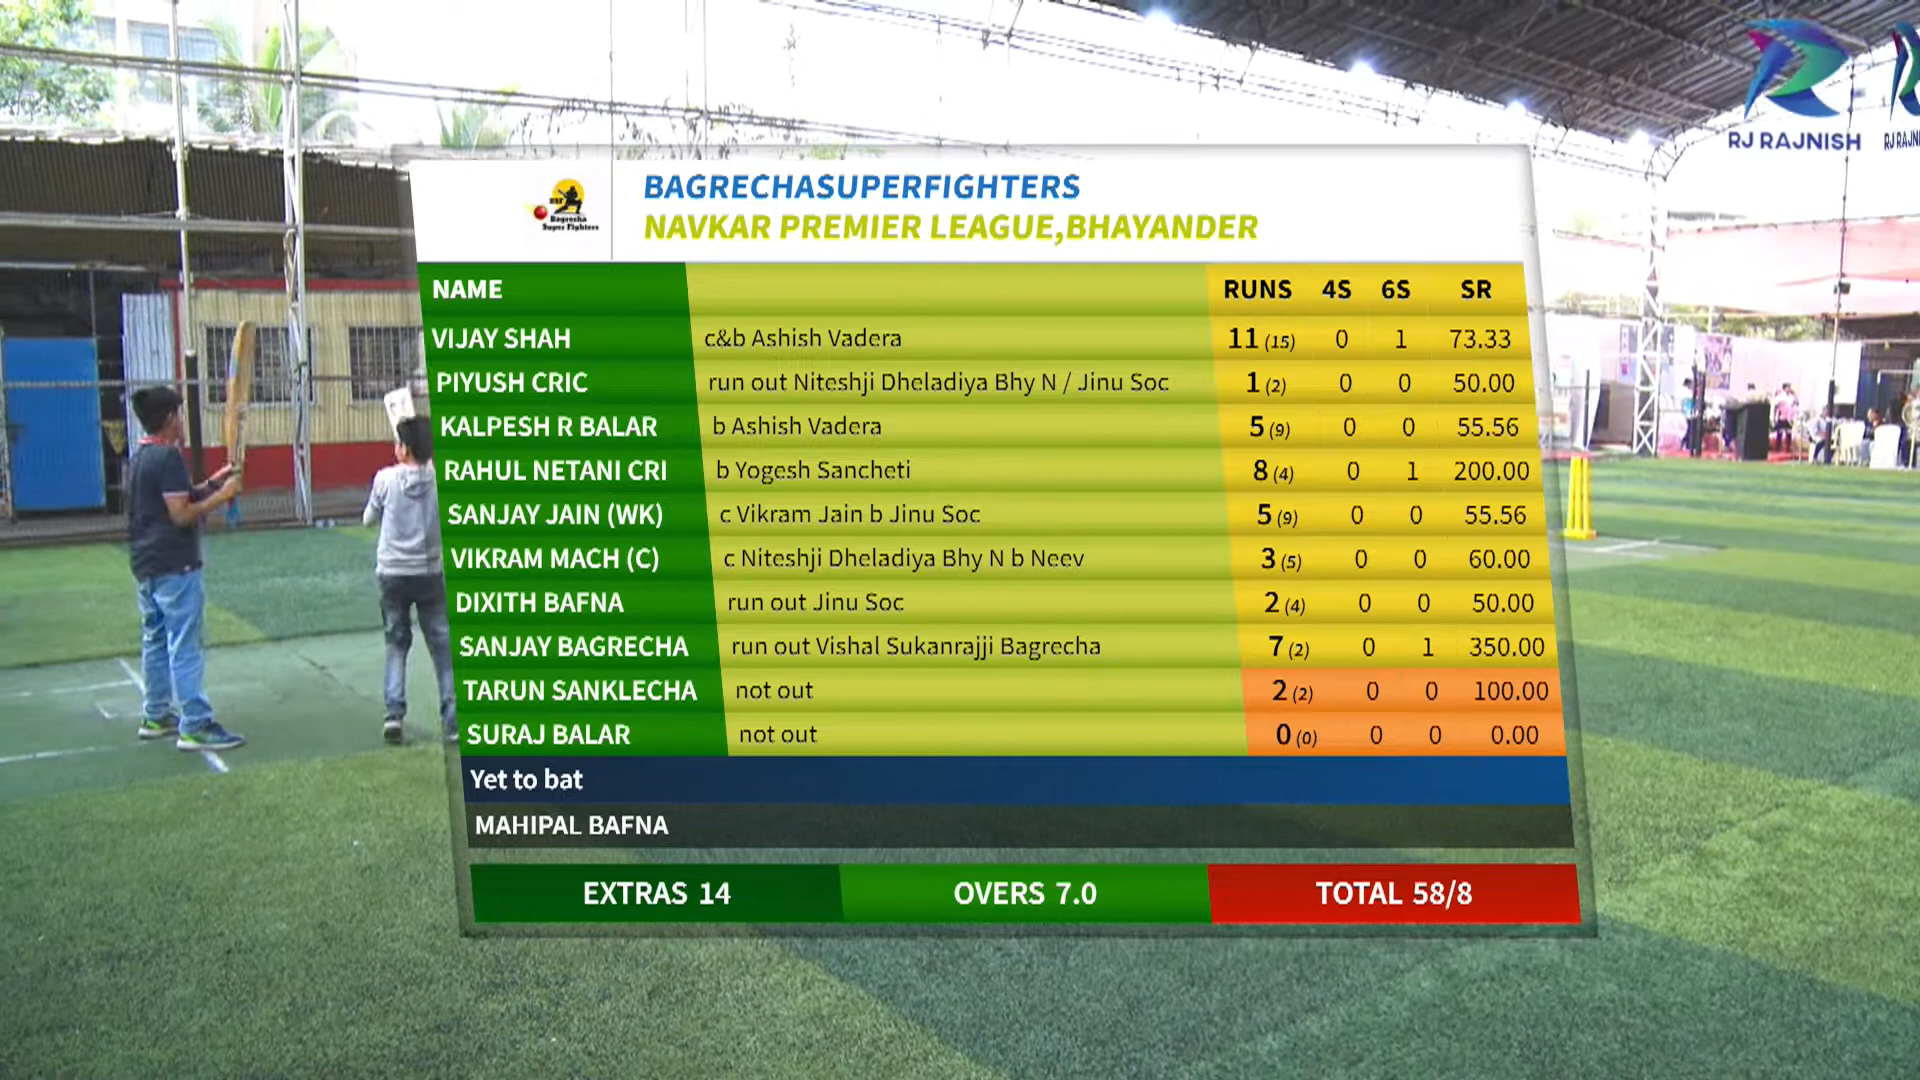 RJ RAJNISH
RJ RAJN
Bagrecha
Super Fighters
BAGRECHASUPERFIGHTERS
NAVKAR PREMIER LEAGUE,BHAYANDER
NAME RUNS 4S 6S SR
VIJAY SHAH c&b Ashish Vadera 11 (15) 0 1 73.33
PIYUSH CRIC run out Niteshji Dheladiya Bhy N / Jinu Soc 1 (2) 0 0 50.00
KALPESH R BALAR b Ashish Vadera 5 (9) 0 0 55.56
RAHUL NETANI CRI b Yogesh Sancheti 8 (4) 0 1 200.00
SANJAY JAIN (WK) c Vikram Jain b Jinu Soc 5 (9) 0 0 55.56
VIKRAM MACH (C) c Niteshji Dheladiya Bhy N b Neev 3 (5) 0 0 60.00
DIXITH BAFNA run out Jinu Soc 2 (4) 0 0 50.00
SANJAY BAGRECHA run out Vishal Sukanrajji Bagrecha 7 (2) 0 1 350.00
TARUN SANKLECHA not out 2 (2) 0 0 100.00
SURAJ BALAR not out 0 (0) 0 0 0.00
Yet to bat
MAHIPAL BAFNA
EXTRAS 14 OVERS 7.0 TOTAL 58/8